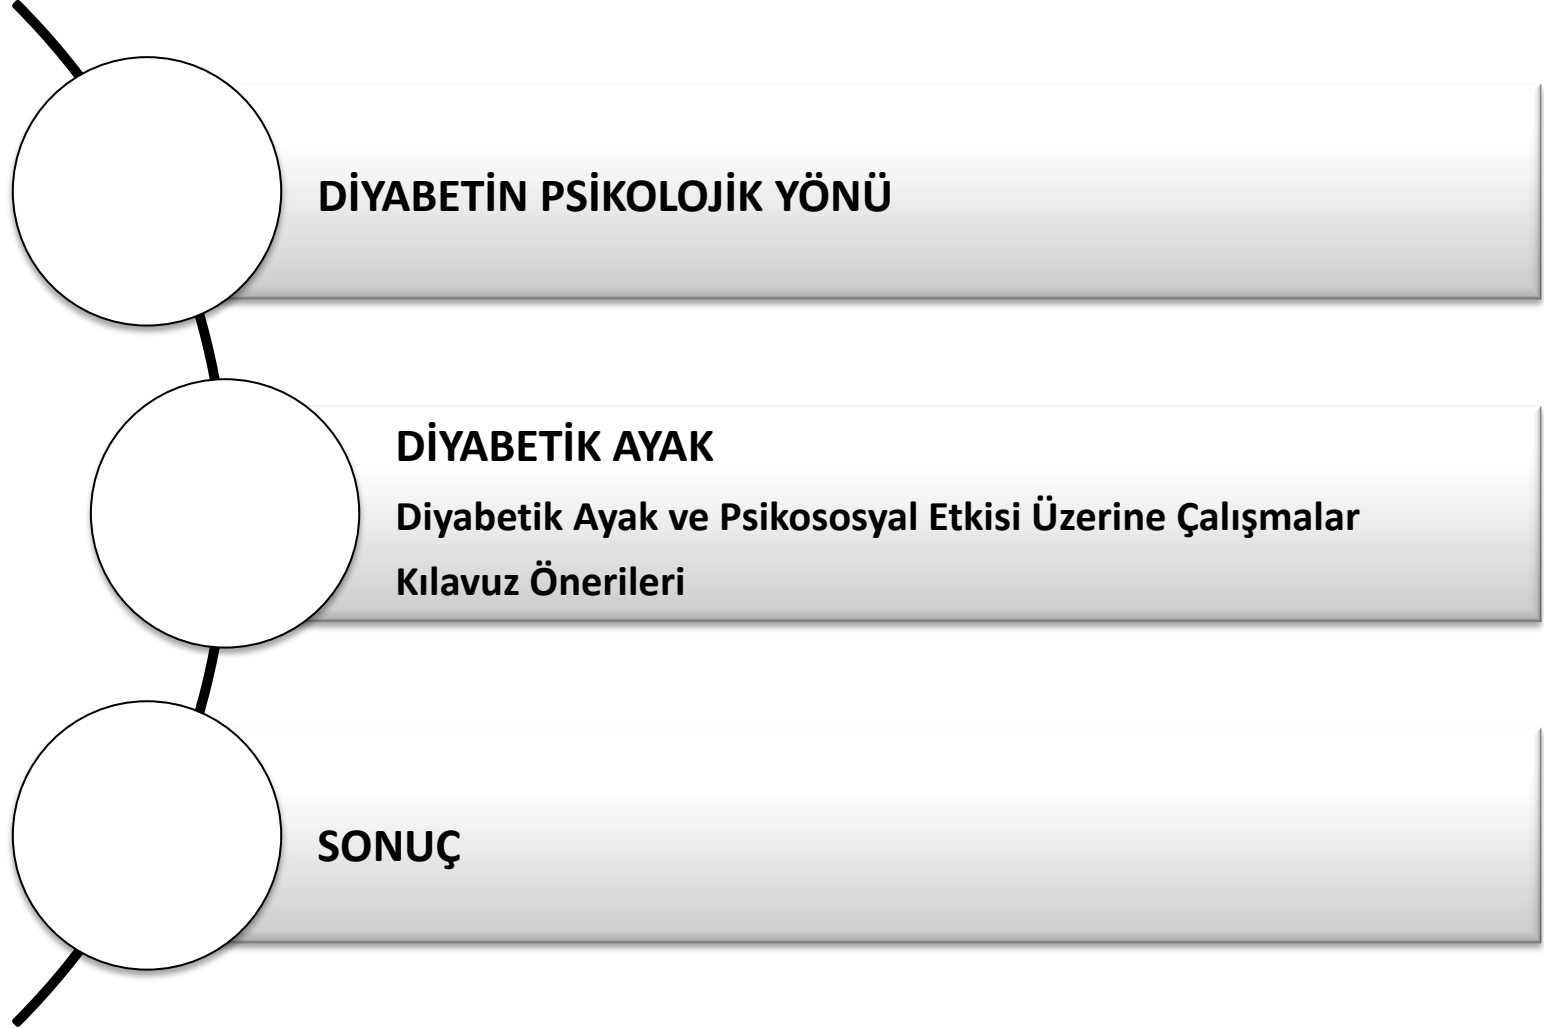 DİYABETİN PSİKOLOJİK YÖNÜ
DİYABETİK AYAK
Diyabetik Ayak ve Psikososyal Etkisi Üzerine Çalışmalar
Kılavuz Önerileri
SONUÇ